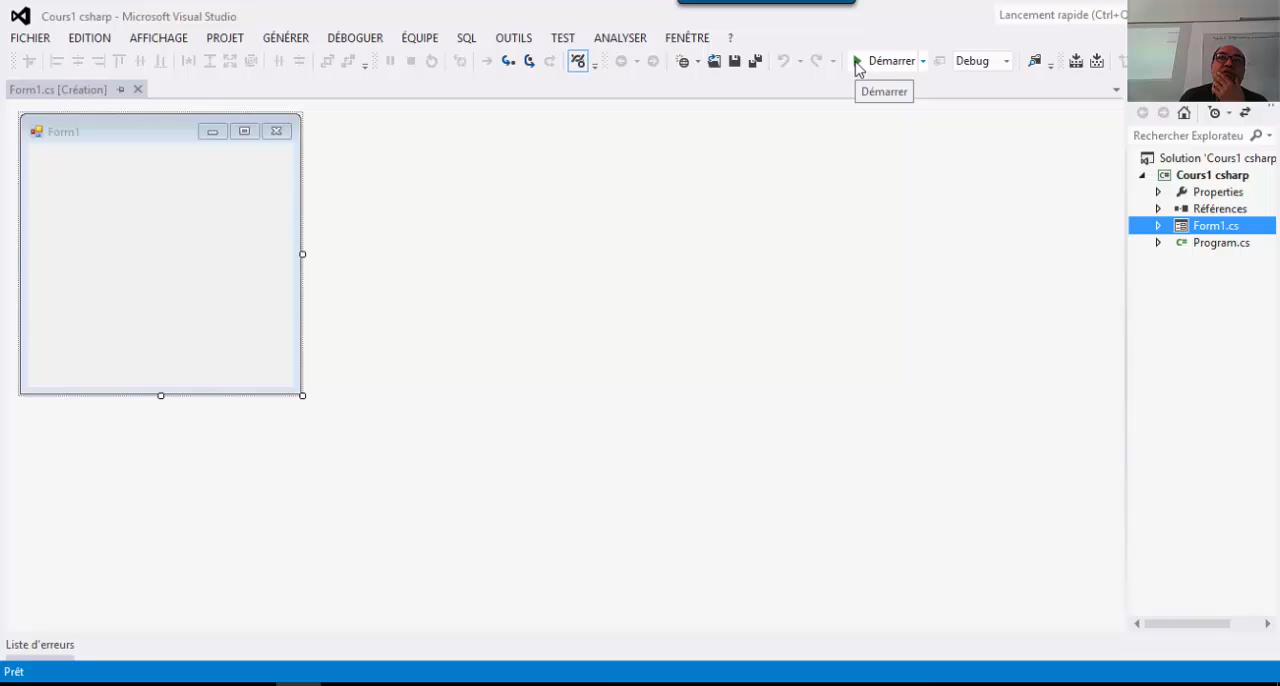 Cours1 csharp - Microsoft Visual Studio
Lancement rapide (Ctrl+Q
FICHIER EDITION AFFICHAGE PROJET GÉNÉRER DÉBOGUER ÉQUIPE SQL OUTILS TEST ANALYSER FENÊTRE ?
Démarrer Debug
Form1.cs [Création]
Démarrer
Form1
Rechercher Explorateu
Solution 'Cours1 csharp
Cours1 csharp
Properties
Références
Form1.cs
Program.cs
Liste d'erreurs
Prêt